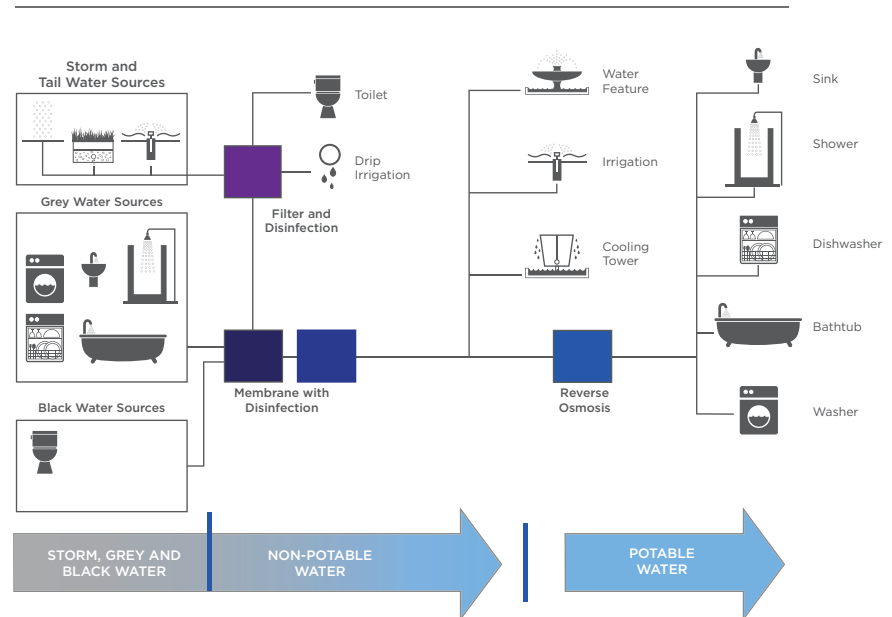 Storm and
Tail Water Sources
Toilet
Drip
Irrigation
Filter and
Disinfection
Grey Water Sources
Membrane with
Disinfection
Black Water Sources
Water
Feature
Irrigation
Cooling
Tower
Reverse
Osmosis
Sink
Shower
Dishwasher
Bathtub
Washer
STORM, GREY AND
BLACK WATER
NON-POTABLE
WATER
POTABLE
WATER